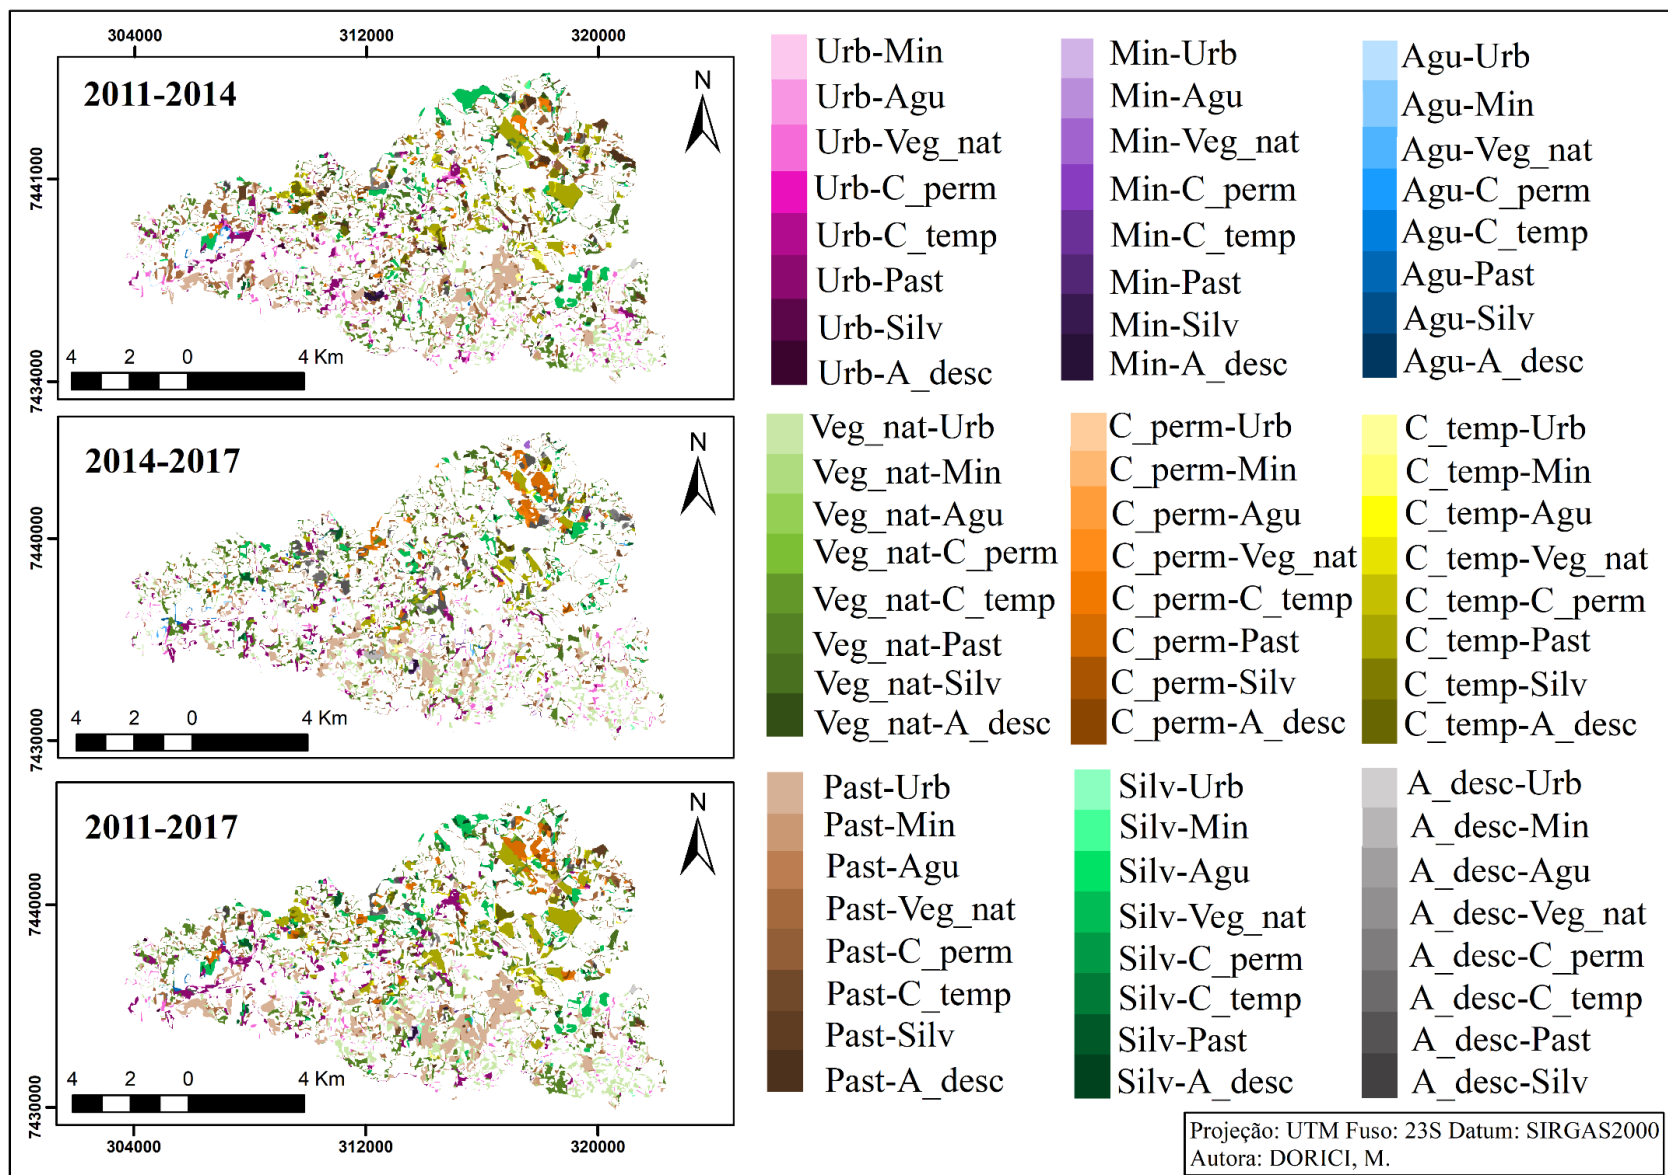 304000 312000 320000
2011-2014
N
7441000
7434000
4 2 0 4 Km
2014-2017
N
7440000
7430000
4 2 0 4 Km
2011-2017
N
7440000
7430000
4 2 0 4 Km
304000 312000 320000
Urb-Min
Urb-Agu
Urb-Veg_nat
Urb-C_perm
Urb-C_temp
Urb-Past
Urb-Silv
Urb-A_desc
Min-Urb
Min-Agu
Min-Veg_nat
Min-C_perm
Min-C_temp
Min-Past
Min-Silv
Min-A_desc
Agu-Urb
Agu-Min
Agu-Veg_nat
Agu-C_perm
Agu-C_temp
Agu-Past
Agu-Silv
Agu-A_desc
Veg_nat-Urb
Veg_nat-Min
Veg_nat-Agu
Veg_nat-C_perm
Veg_nat-C_temp
Veg_nat-Past
Veg_nat-Silv
Veg_nat-A_desc
C_perm-Urb
C_perm-Min
C_perm-Agu
C_perm-Veg_nat
C_perm-C_temp
C_perm-Past
C_perm-Silv
C_perm-A_desc
C_temp-Urb
C_temp-Min
C_temp-Agu
C_temp-Veg_nat
C_temp-C_perm
C_temp-Past
C_temp-Silv
C_temp-A_desc
Past-Urb
Past-Min
Past-Agu
Past-Veg_nat
Past-C_perm
Past-C_temp
Past-Silv
Past-A_desc
Silv-Urb
Silv-Min
Silv-Agu
Silv-Veg_nat
Silv-C_perm
Silv-C_temp
Silv-Past
Silv-A_desc
A_desc-Urb
A_desc-Min
A_desc-Agu
A_desc-Veg_nat
A_desc-C_perm
A_desc-C_temp
A_desc-Past
A_desc-Silv
Projeção: UTM Fuso: 23S Datum: SIRGAS2000
Autora: DORICI, M.